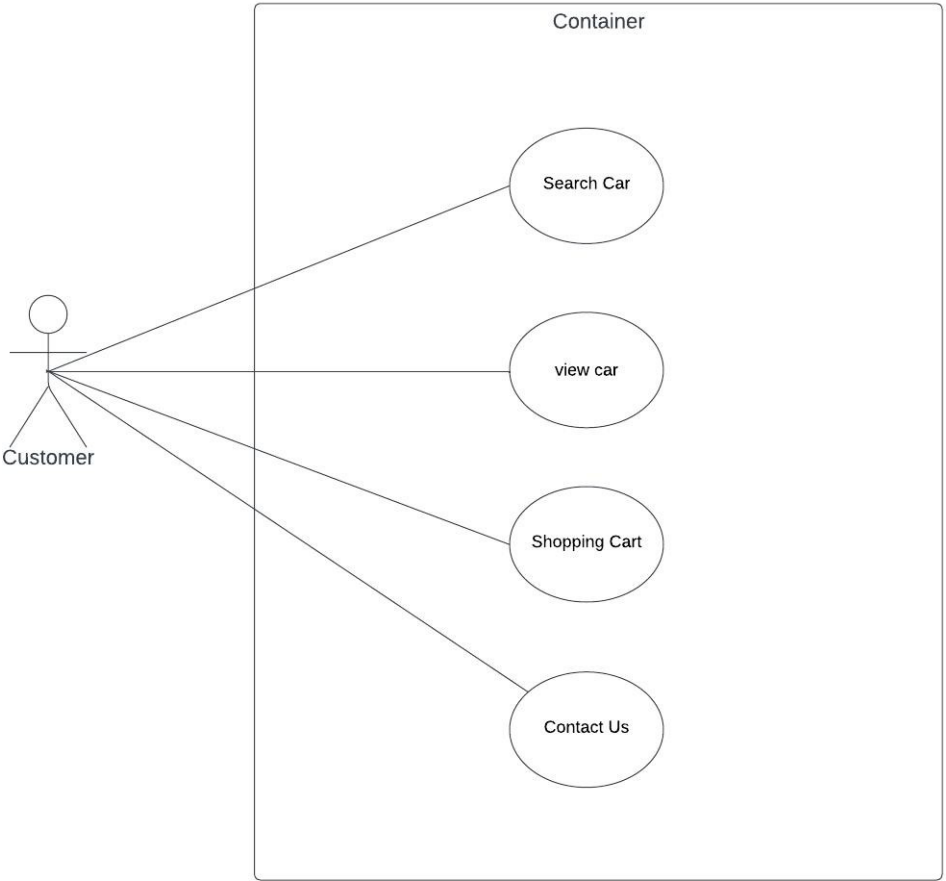 Container
Search Car
view car
Customer
Shopping Cart
Contact Us